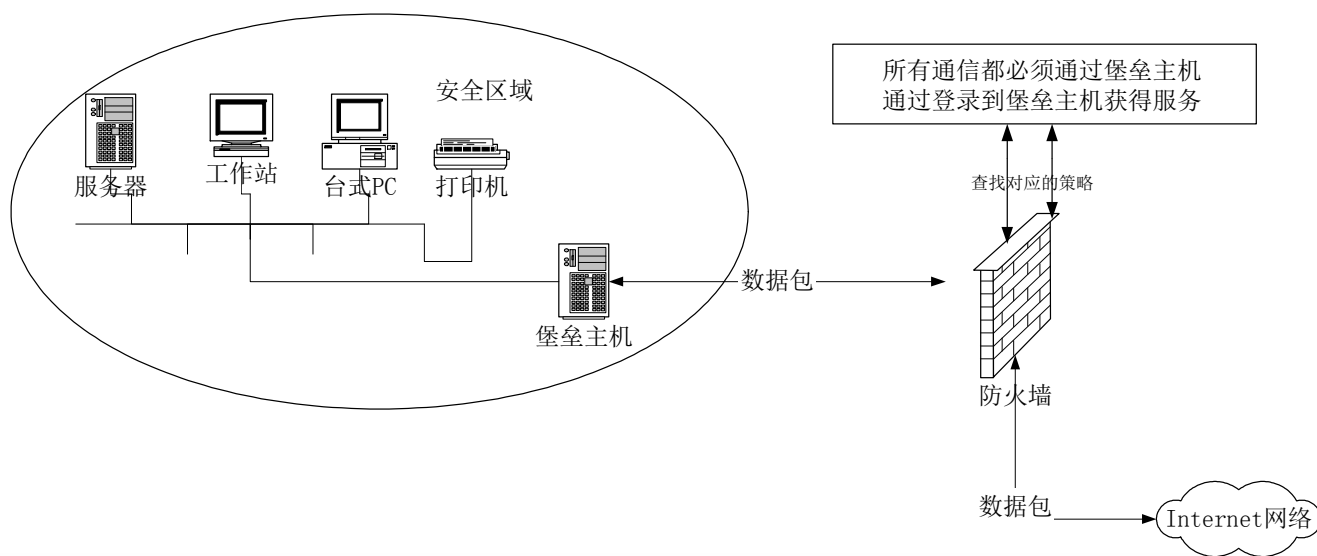 所有通信都必须通过堡垒主机
通过登录到堡垒主机获得服务
安全区域
服务器
工作站
台式PC
打印机
查找对应的策略
数据包
堡垒主机
防火墙
数据包
Internet网络